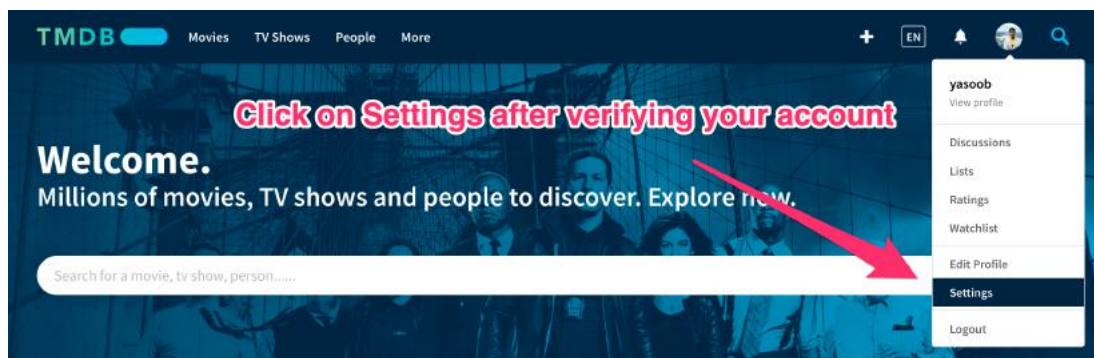 TMDB Movies TV Shows People More EN
yasoob
View profile
Click on Settings after verifying your account
Discussions
Lists
Ratings
Watchlist
Welcome.
Millions of movies, TV shows and people to discover. Explore now.
Search for a movie, tv show, person......
Edit Profile
Settings
Logout